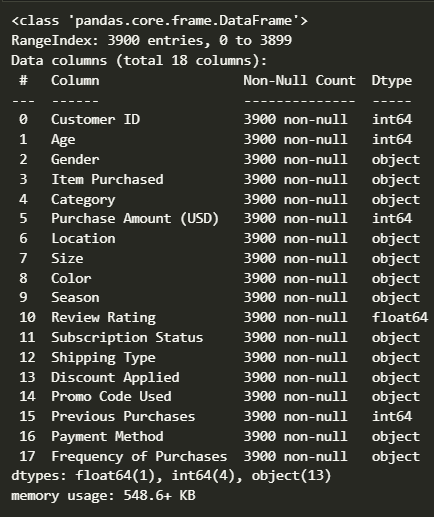 <class 'pandas.core.frame.DataFrame'>
RangeIndex: 3900 entries, 0 to 3899
Data columns (total 18 columns):
 #   Column                  Non-Null Count  Dtype
---  ------                  --------------  -----
 0   Customer ID             3900 non-null   int64
 1   Age                     3900 non-null   int64
 2   Gender                  3900 non-null   object
 3   Item Purchased          3900 non-null   object
 4   Category                3900 non-null   object
 5   Purchase Amount (USD)   3900 non-null   int64
 6   Location                3900 non-null   object
 7   Size                    3900 non-null   object
 8   Color                   3900 non-null   object
 9   Season                  3900 non-null   object
 10  Review Rating           3900 non-null   float64
 11  Subscription Status     3900 non-null   object
 12  Shipping Type           3900 non-null   object
 13  Discount Applied        3900 non-null   object
 14  Promo Code Used         3900 non-null   object
 15  Previous Purchases      3900 non-null   int64
 16  Payment Method          3900 non-null   object
 17  Frequency of Purchases  3900 non-null   object
dtypes: float64(1), int64(4), object(13)
memory usage: 548.6+ KB